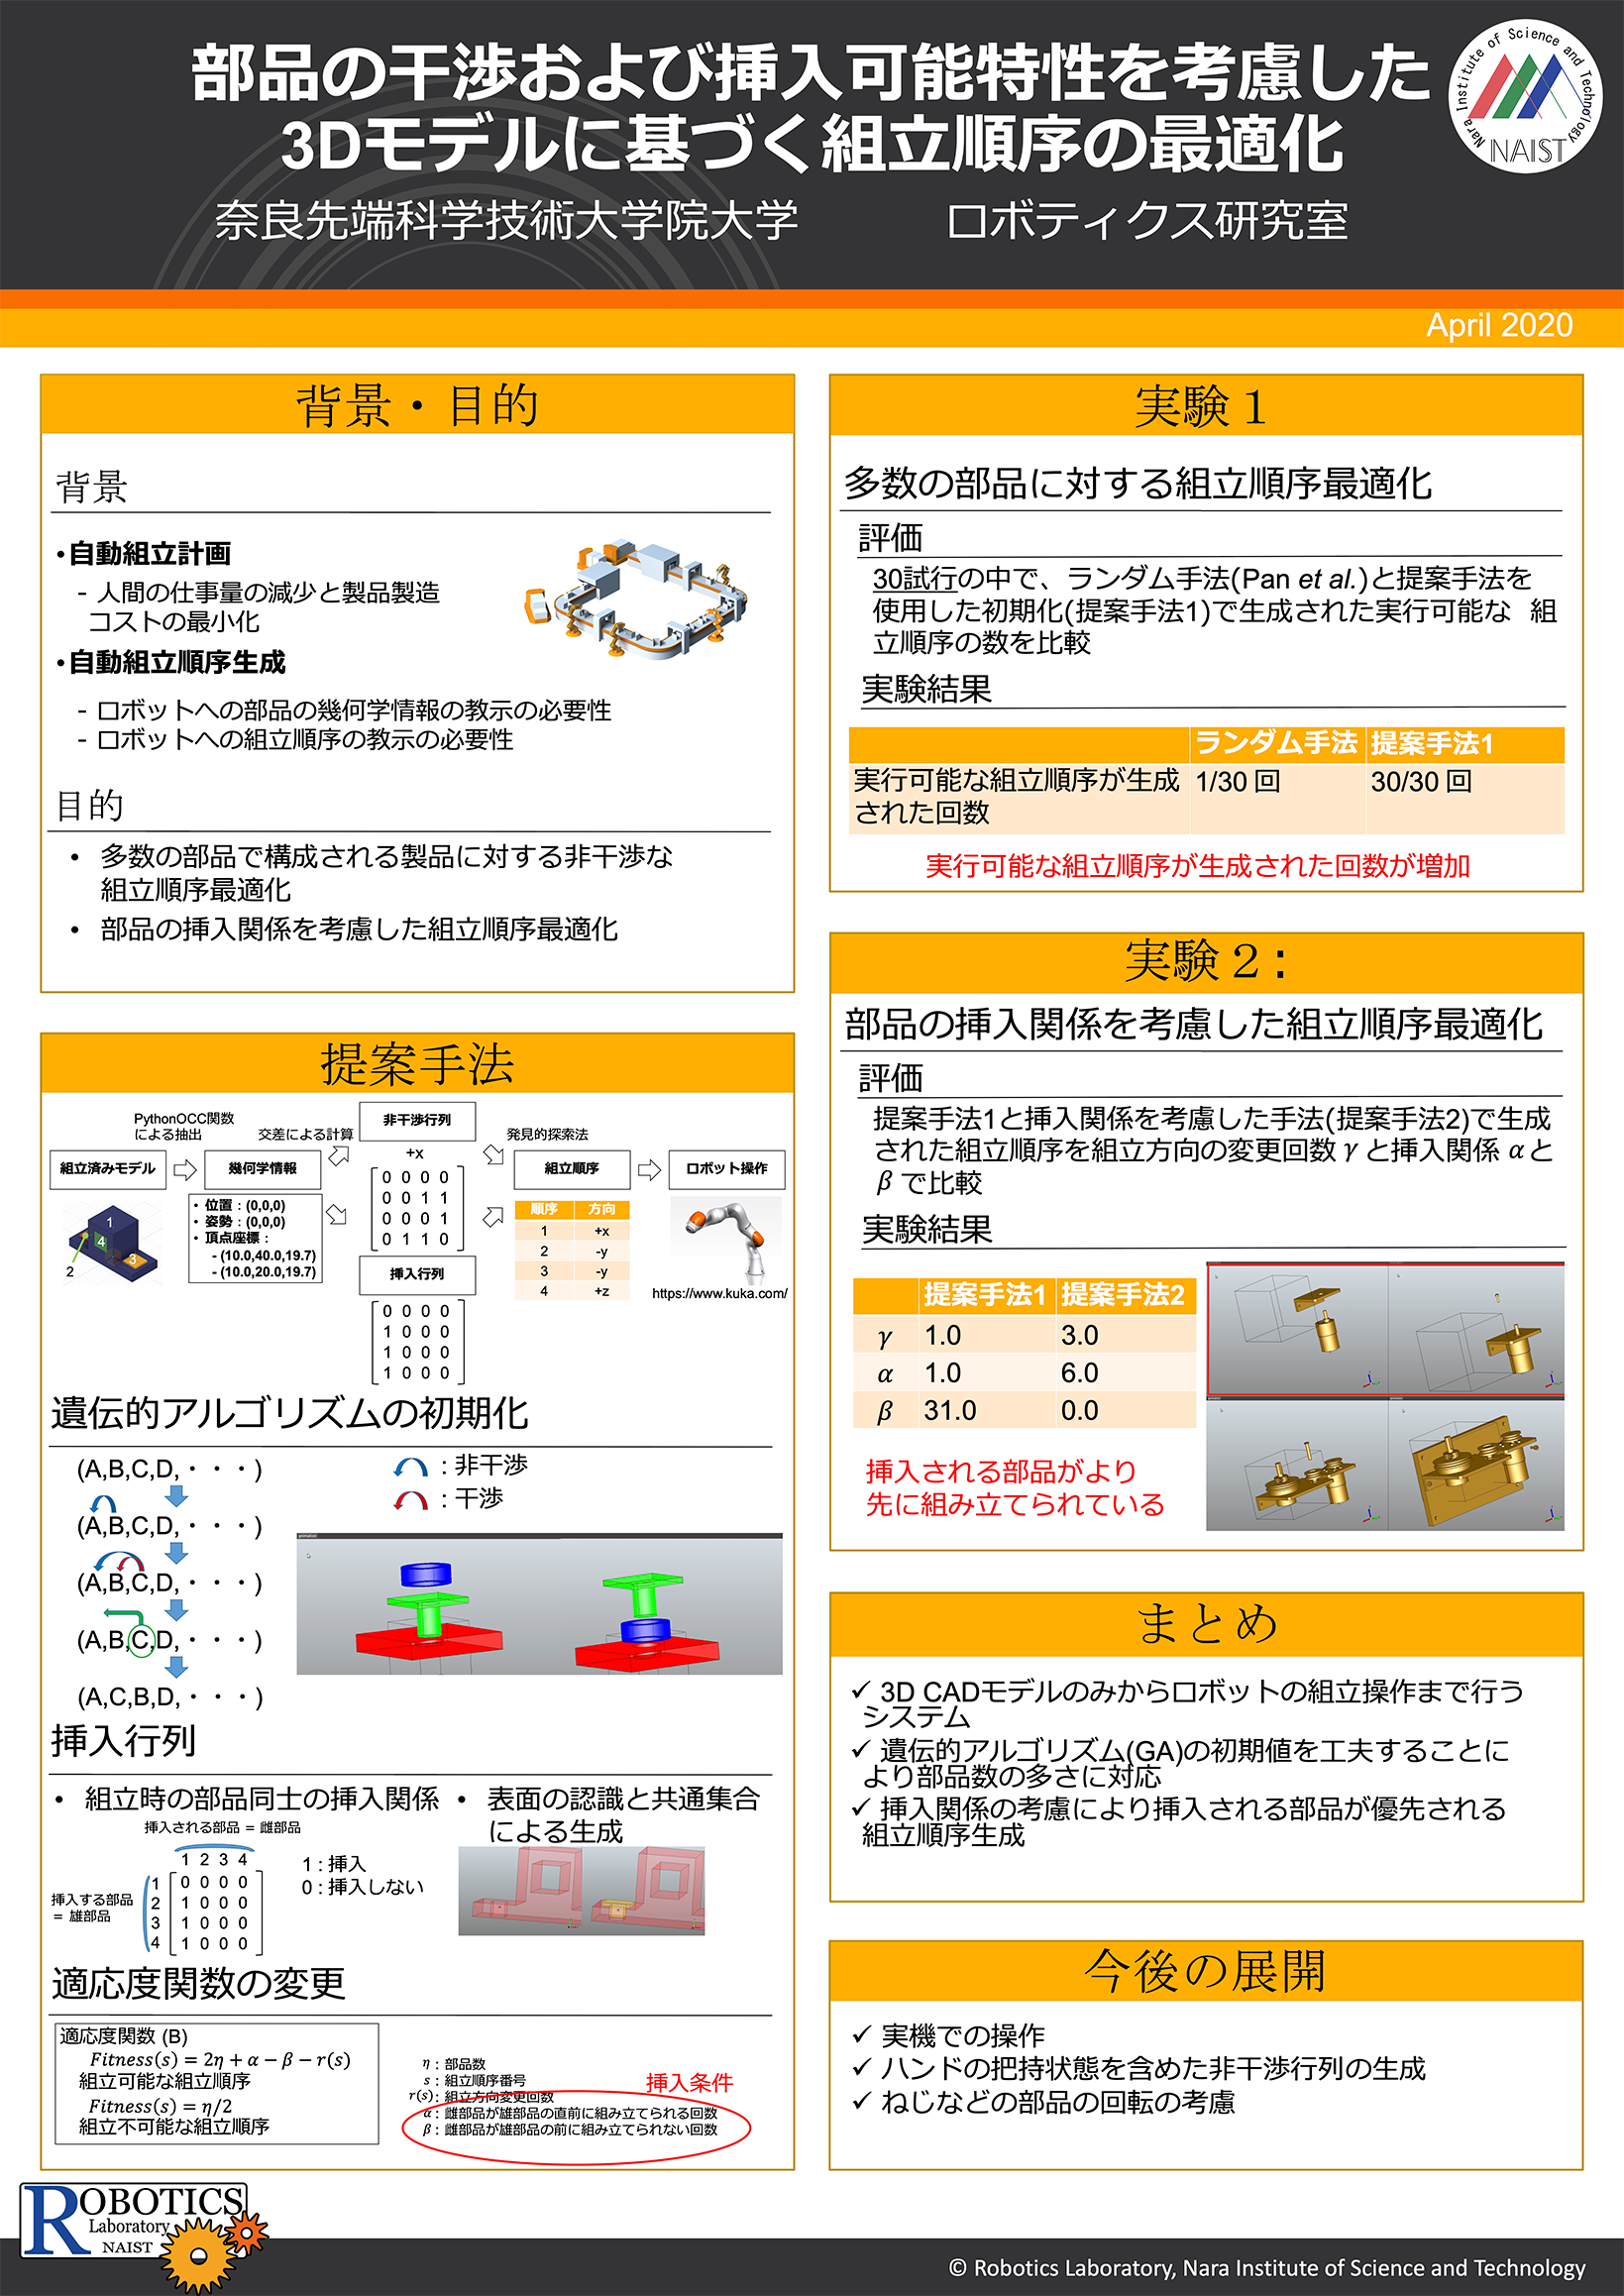 部品の干渉および挿入可能特性を考慮した
3Dモデルに基づく組立順序の最適化
奈良先端科学技術大学院大学 ロボティクス研究室
Nara Institute of Science and Technology
NAIST
April 2020
背景・目的
背景
•自動組立計画
- 人間の仕事量の減少と製品製造
コストの最小化
•自動組立順序生成
- ロボットへの部品の幾何学情報の教示の必要性
- ロボットへの組立順序の教示の必要性
目的
• 多数の部品で構成される製品に対する非干渉な
組立順序最適化
• 部品の挿入関係を考慮した組立順序最適化
提案手法
PythonOCC関数
による抽出
交差による計算
非干渉行列
発見的探索法
組立済みモデル
幾何学情報
+x
組立順序
ロボット操作
0 0 0 0
0 0 1 1
0 0 0 1
0 1 1 0
1
4
3
2
• 位置：(0,0,0)
• 姿勢：(0,0,0)
• 頂点座標：
- (10.0,40.0,19.7)
- (10.0,20.0,19.7)
順序 方向
1 +x
2 -y
3 -y
4 +z
https://www.kuka.com/
挿入行列
0 0 0 0
1 0 0 0
1 0 0 0
1 0 0 0
遺伝的アルゴリズムの初期化
(A,B,C,D,・・・)
(A,B,C,D,・・・)
(A,B,C,D,・・・)
(A,B,C,D,・・・)
(A,C,B,D,・・・)
：非干渉
：干渉
挿入行列
• 組立時の部品同士の挿入関係
• 表面の認識と共通集合
による生成
挿入される部品 = 雌部品
1 2 3 4
挿入する部品
= 雄部品
1 0 0 0 0
2 1 0 0 0
3 1 0 0 0
4 1 0 0 0
1：挿入
0：挿入しない
適応度関数の変更
適応度関数 (B)
Fitness(s) = 2η + α − β − r(s)
組立可能な組立順序
Fitness(s) = η/2
組立不可能な組立順序
挿入条件
η：部品数
s：組立順序番号
r(s)：組立方向変更回数
α：雌部品が雄部品の直前に組み立てられる回数
β：雌部品が雄部品の前に組み立てられない回数
実験１
多数の部品に対する組立順序最適化
評価
30試行の中で、ランダム手法(Pan et al.)と提案手法を
使用した初期化(提案手法1)で生成された実行可能な 組
立順序の数を比較
実験結果
ランダム手法 提案手法1
実行可能な組立順序が生成 1/30 回 30/30 回
された回数
実行可能な組立順序が生成された回数が増加
実験２：
部品の挿入関係を考慮した組立順序最適化
評価
提案手法1と挿入関係を考慮した手法(提案手法2)で生成
された組立順序を組立方向の変更回数 γ と挿入関係 α と
β で比較
実験結果
提案手法1 提案手法2
γ 1.0 3.0
α 1.0 6.0
β 31.0 0.0
挿入される部品がより
先に組み立てられている
まとめ
✓ 3D CADモデルのみからロボットの組立操作まで行う
システム
✓ 遺伝的アルゴリズム(GA)の初期値を工夫することに
より部品数の多さに対応
✓ 挿入関係の考慮により挿入される部品が優先される
組立順序生成
今後の展開
✓ 実機での操作
✓ ハンドの把持状態を含めた非干渉行列の生成
✓ ねじなどの部品の回転の考慮
ROBOTICS
Laboratory
NAIST
© Robotics Laboratory, Nara Institute of Science and Technology